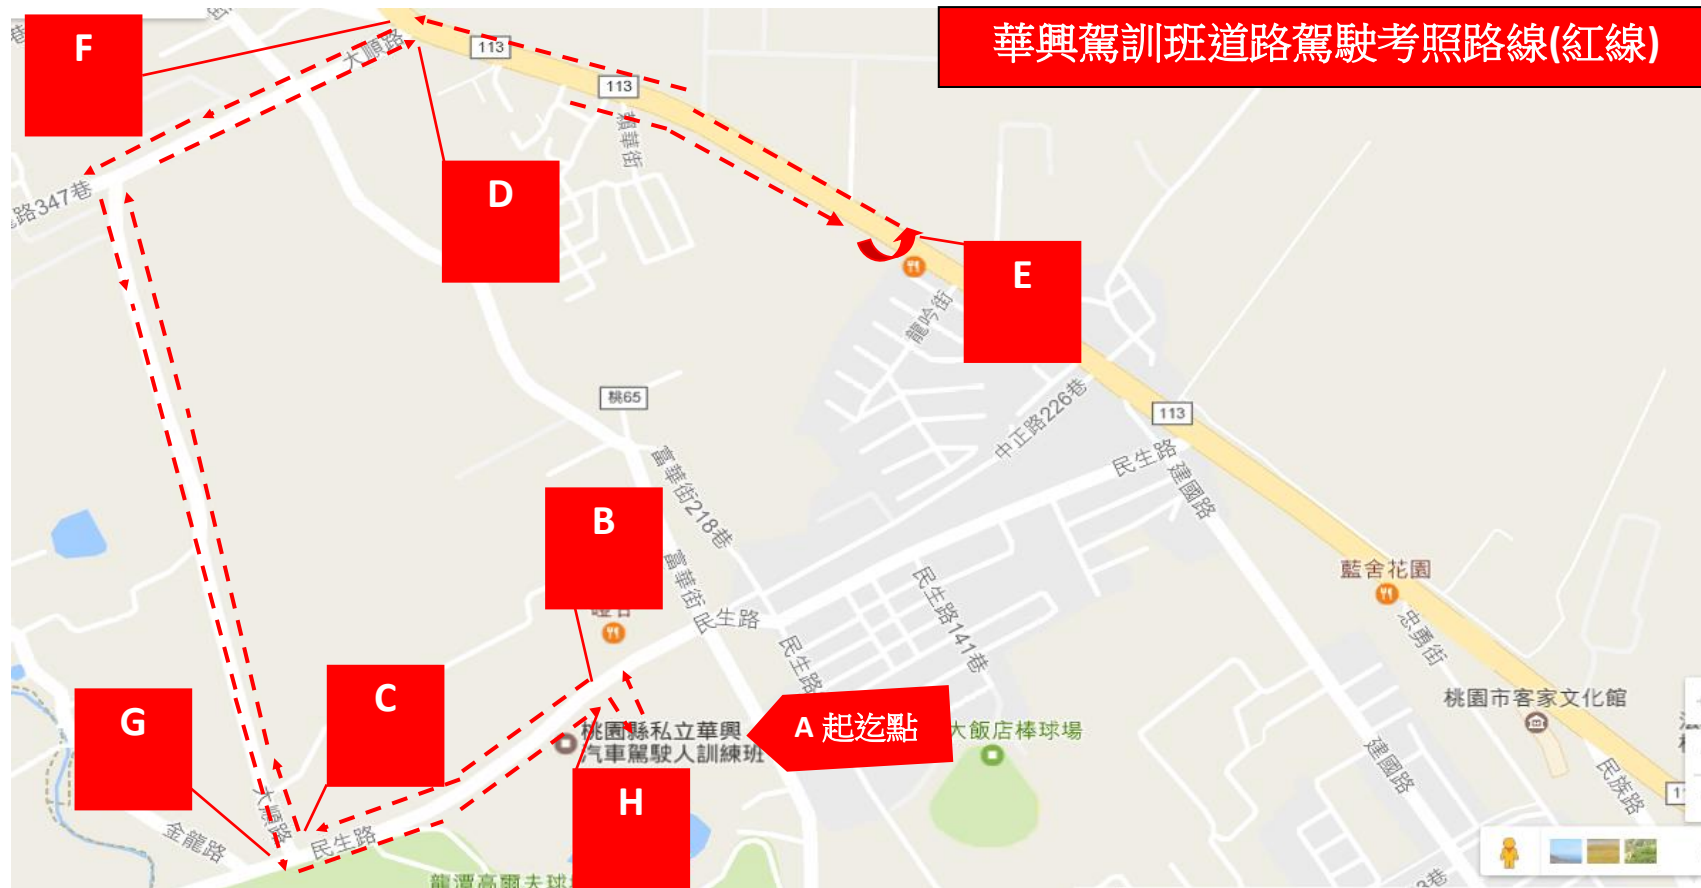 華興駕訓班道路駕駛考照路線(紅線)
F
大順路
113
113
D
路347巷
E
龍吟街
桃65
中正路226巷
113
民生路
建國路
富華街218巷
B
富華街
民生路
民生路141巷
藍舍花園
忠勇街
民生路
C
G
A 起迄點
桃園縣私立華興
汽車駕駛人訓練班
大飯店棒球場
桃園市客家文化館
建國路
民族路
H
大順路
民生路
金龍路
龍潭高爾夫球